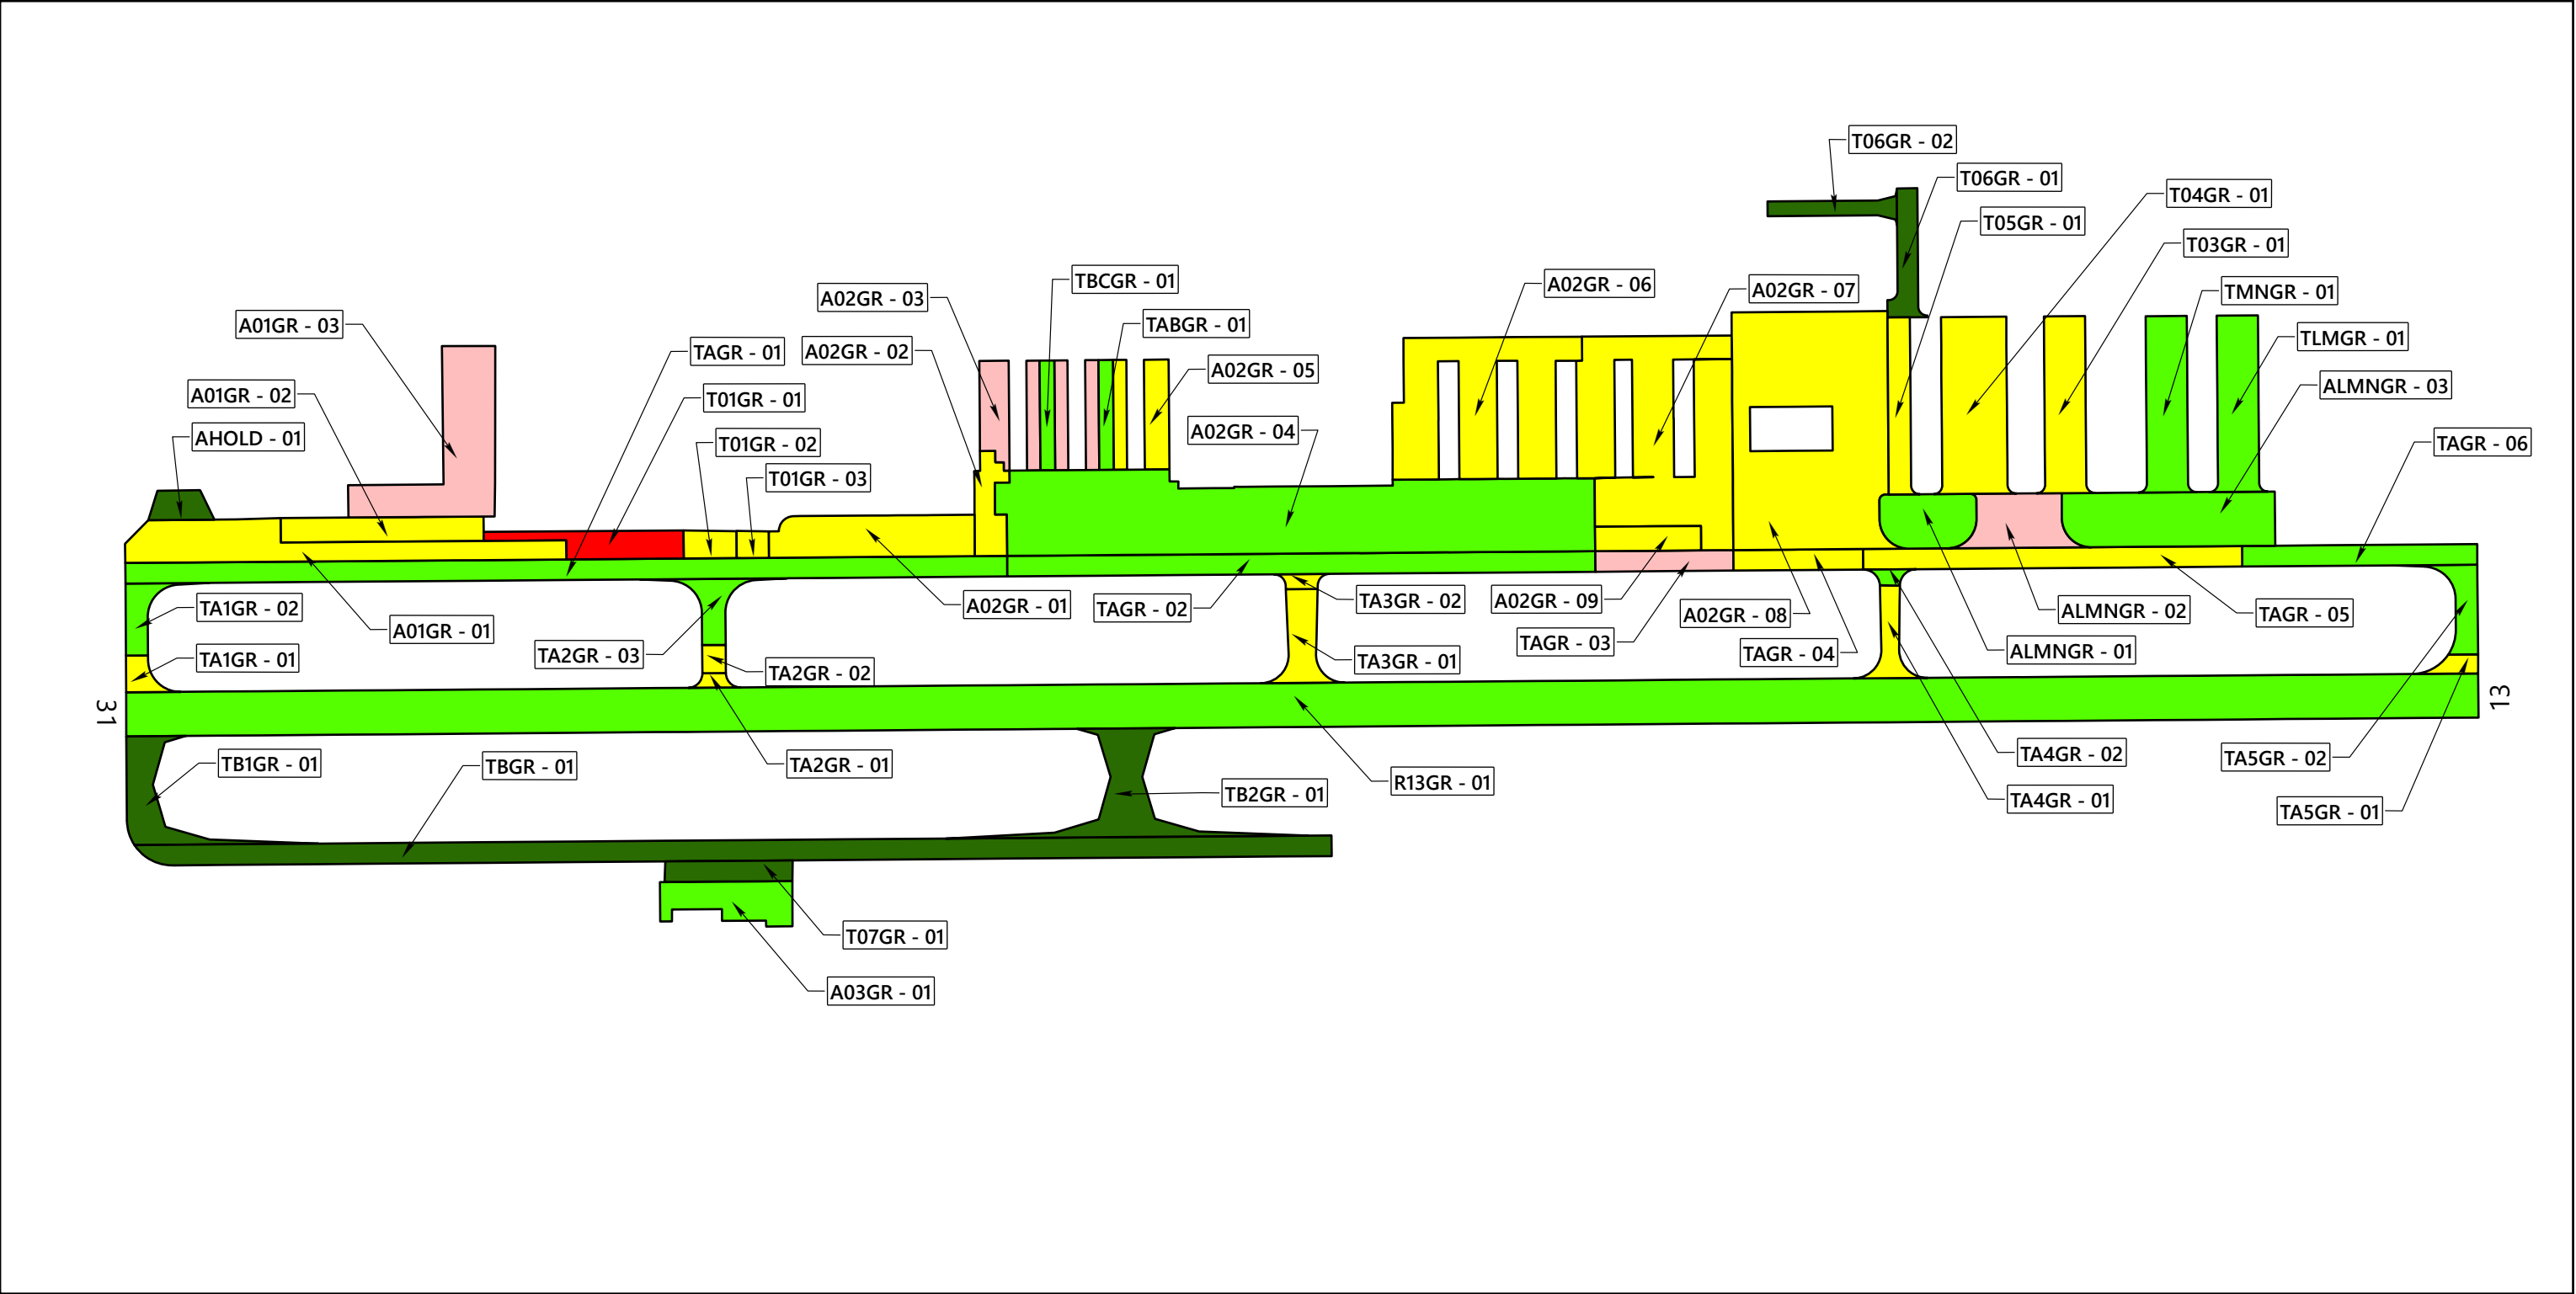 T06GR - 02
T06GR - 01
T04GR - 01
T05GR - 01
T03GR - 01
TBCGR - 01
A02GR - 06
A02GR - 07
TMNGR - 01
A02GR - 03
A01GR - 03
TABGR - 01
TLMGR - 01
TAGR - 01
A02GR - 02
A02GR - 05
ALMNGR - 03
A01GR - 02
T01GR - 01
AHOLD - 01
T01GR - 02
A02GR - 04
TAGR - 06
T01GR - 03
TA1GR - 02
A01GR - 01
A02GR - 01
TAGR - 02
TA3GR - 02
A02GR - 09
A02GR - 08
ALMNGR - 02
TAGR - 05
TAGR - 03
TA1GR - 01
TA2GR - 03
TA2GR - 02
TA3GR - 01
TAGR - 04
ALMNGR - 01
31
13
TB1GR - 01
TBGR - 01
TA2GR - 01
TA4GR - 02
TA5GR - 02
R13GR - 01
TB2GR - 01
TA4GR - 01
TA5GR - 01
T07GR - 01
A03GR - 01